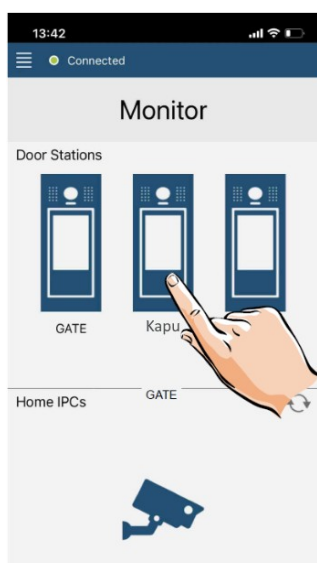 13:42
Connected
Monitor
Door Stations
GATE
Kapu
GATE
Home IPCs